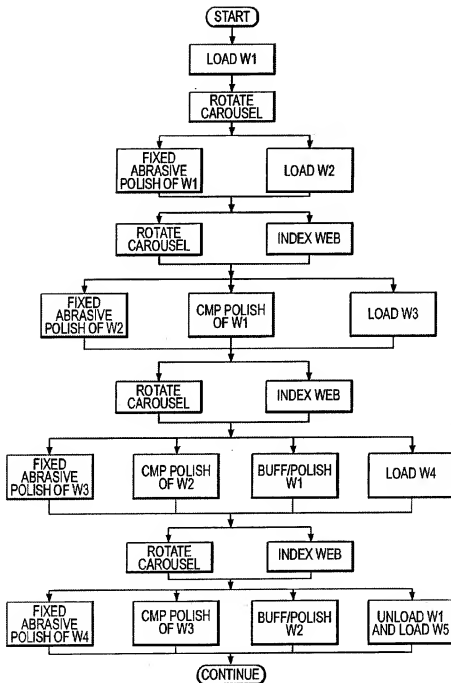 START
LOAD W1
ROTATE
CAROUSEL
FIXED
ABRASIVE
POLISH OF W1
LOAD W2
ROTATE
CAROUSEL
INDEX WEB
FIXED
ABRASIVE
POLISH OF W2
CMP POLISH
OF W1
LOAD W3
ROTATE
CAROUSEL
INDEX WEB
FIXED
ABRASIVE
POLISH OF W3
CMP POLISH
OF W2
BUFF/POLISH
W1
LOAD W4
ROTATE
CAROUSEL
INDEX WEB
FIXED
ABRASIVE
POLISH OF W4
CMP POLISH
OF W3
BUFF/POLISH
W2
UNLOAD W1
AND LOAD W5
CONTINUE